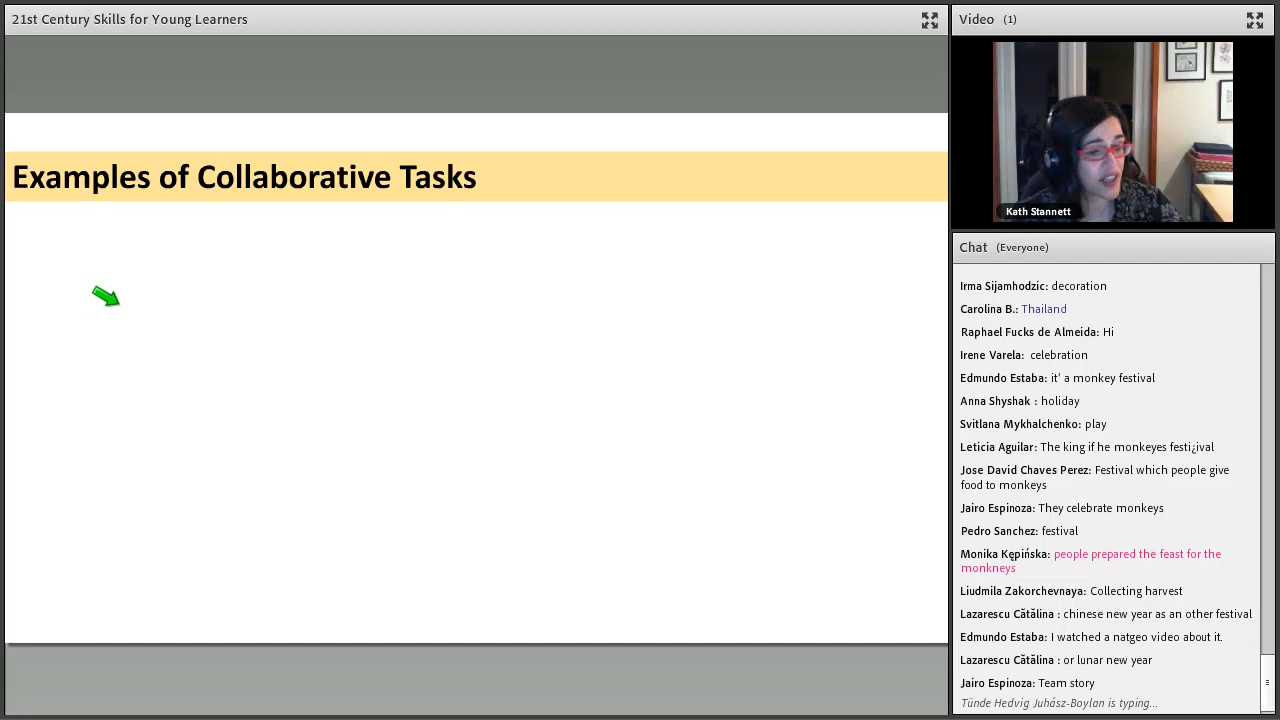 21st Century Skills for Young Learners
Examples of Collaborative Tasks
Video (1)
Kath Stannett
Chat (Everyone)
Irma Sijamhodzic: decoration
Carolina B.: Thailand
Raphael Fucks de Almeida: Hi
Irene Varela: celebration
Edmundo Estaba: it' a monkey festival
Anna Shyshak : holiday
Svitlana Mykhalchenko: play
Leticia Aguilar: The king if he monkeyes festi¿ival
Jose David Chaves Perez: Festival which people give
food to monkeys
Jairo Espinoza: They celebrate monkeys
Pedro Sanchez: festival
Monika Kępińska: people prepared the feast for the
monkneys
Liudmila Zakorchevnaya: Collecting harvest
Lazarescu Cătălina : chinese new year as an other festival
Edmundo Estaba: I watched a natgeo video about it.
Lazarescu Cătălina : or lunar new year
Jairo Espinoza: Team story
Tünde Hedvig Juhász-Boylan is typing...